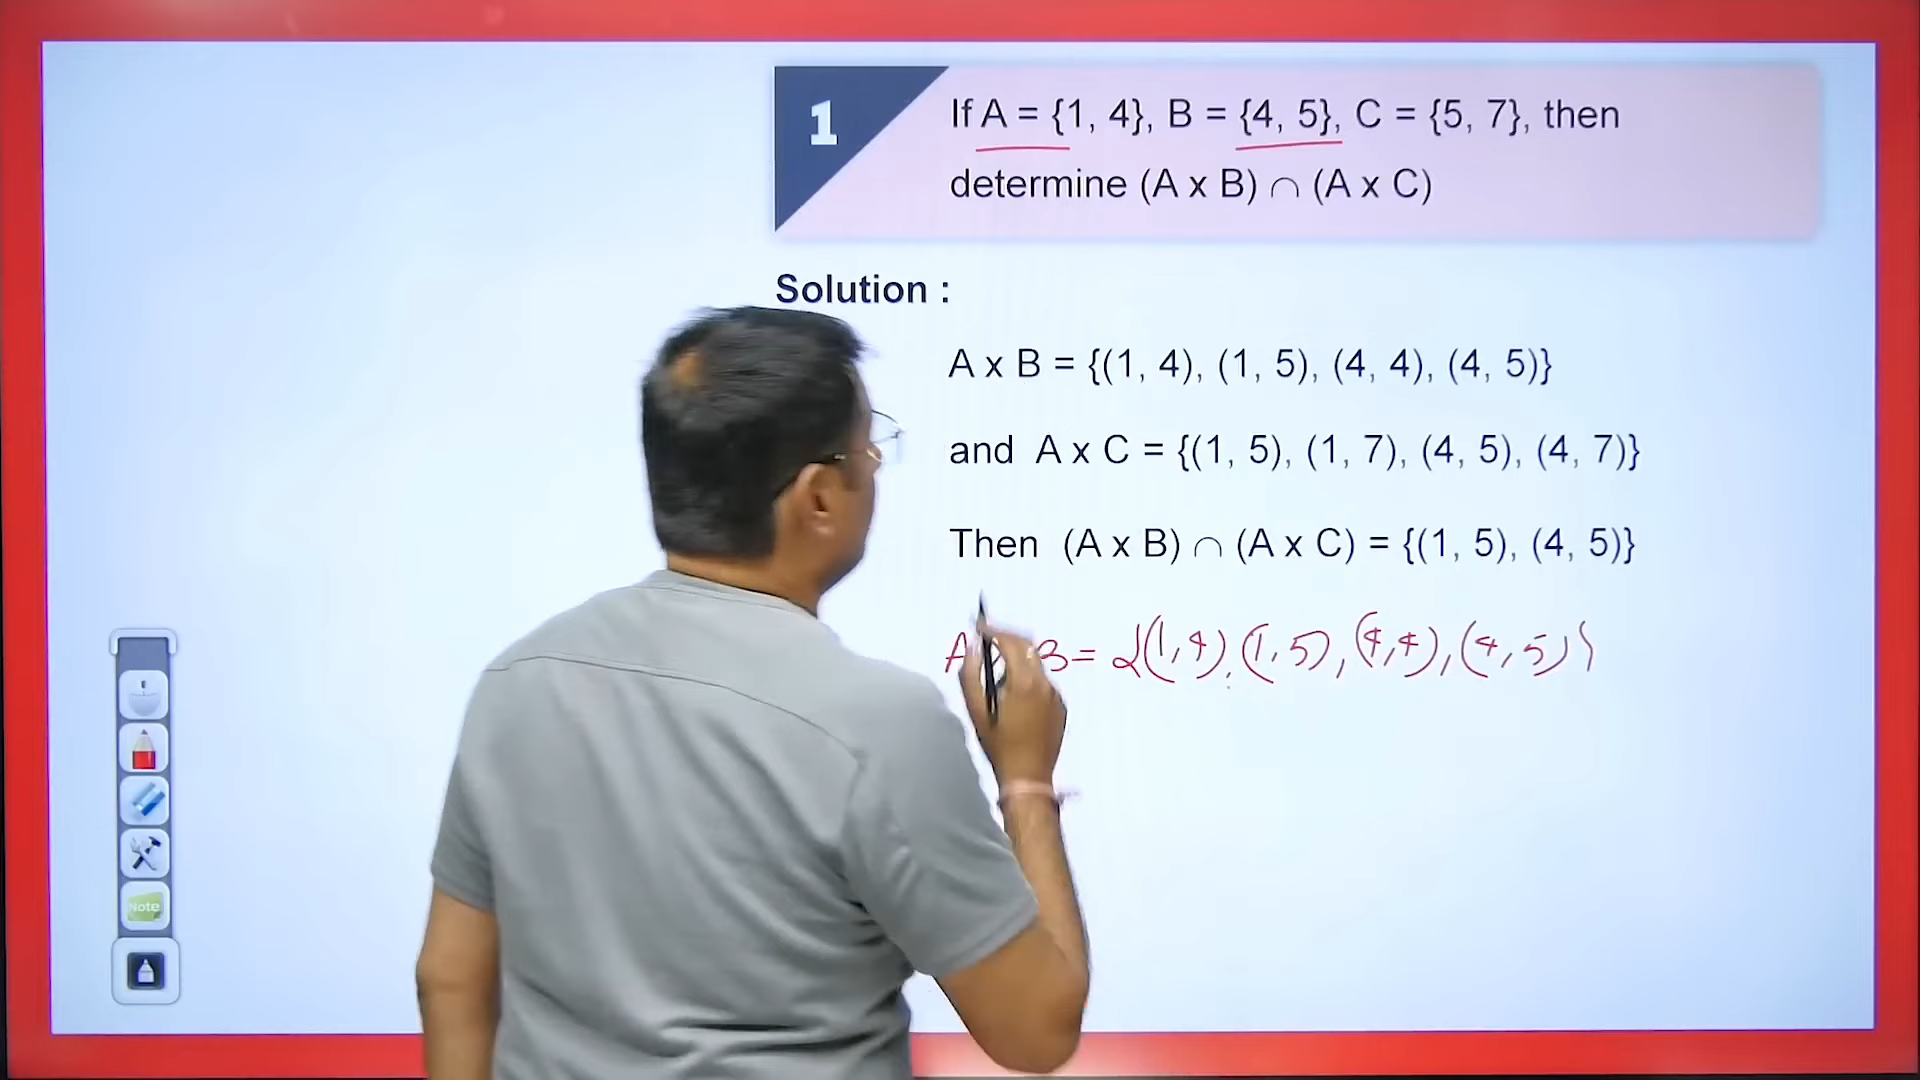 1
If A = {1, 4}, B = {4, 5}, C = {5, 7}, then
determine (A x B) ∩ (A x C)
Solution :
A x B = {(1, 4), (1, 5), (4, 4), (4, 5)}
and A x C = {(1, 5), (1, 7), (4, 5), (4, 7)}
Then (A x B) ∩ (A x C) = {(1, 5), (4, 5)}
A B = {(1,4), (1,5), (4,4), (4,5)}
Note